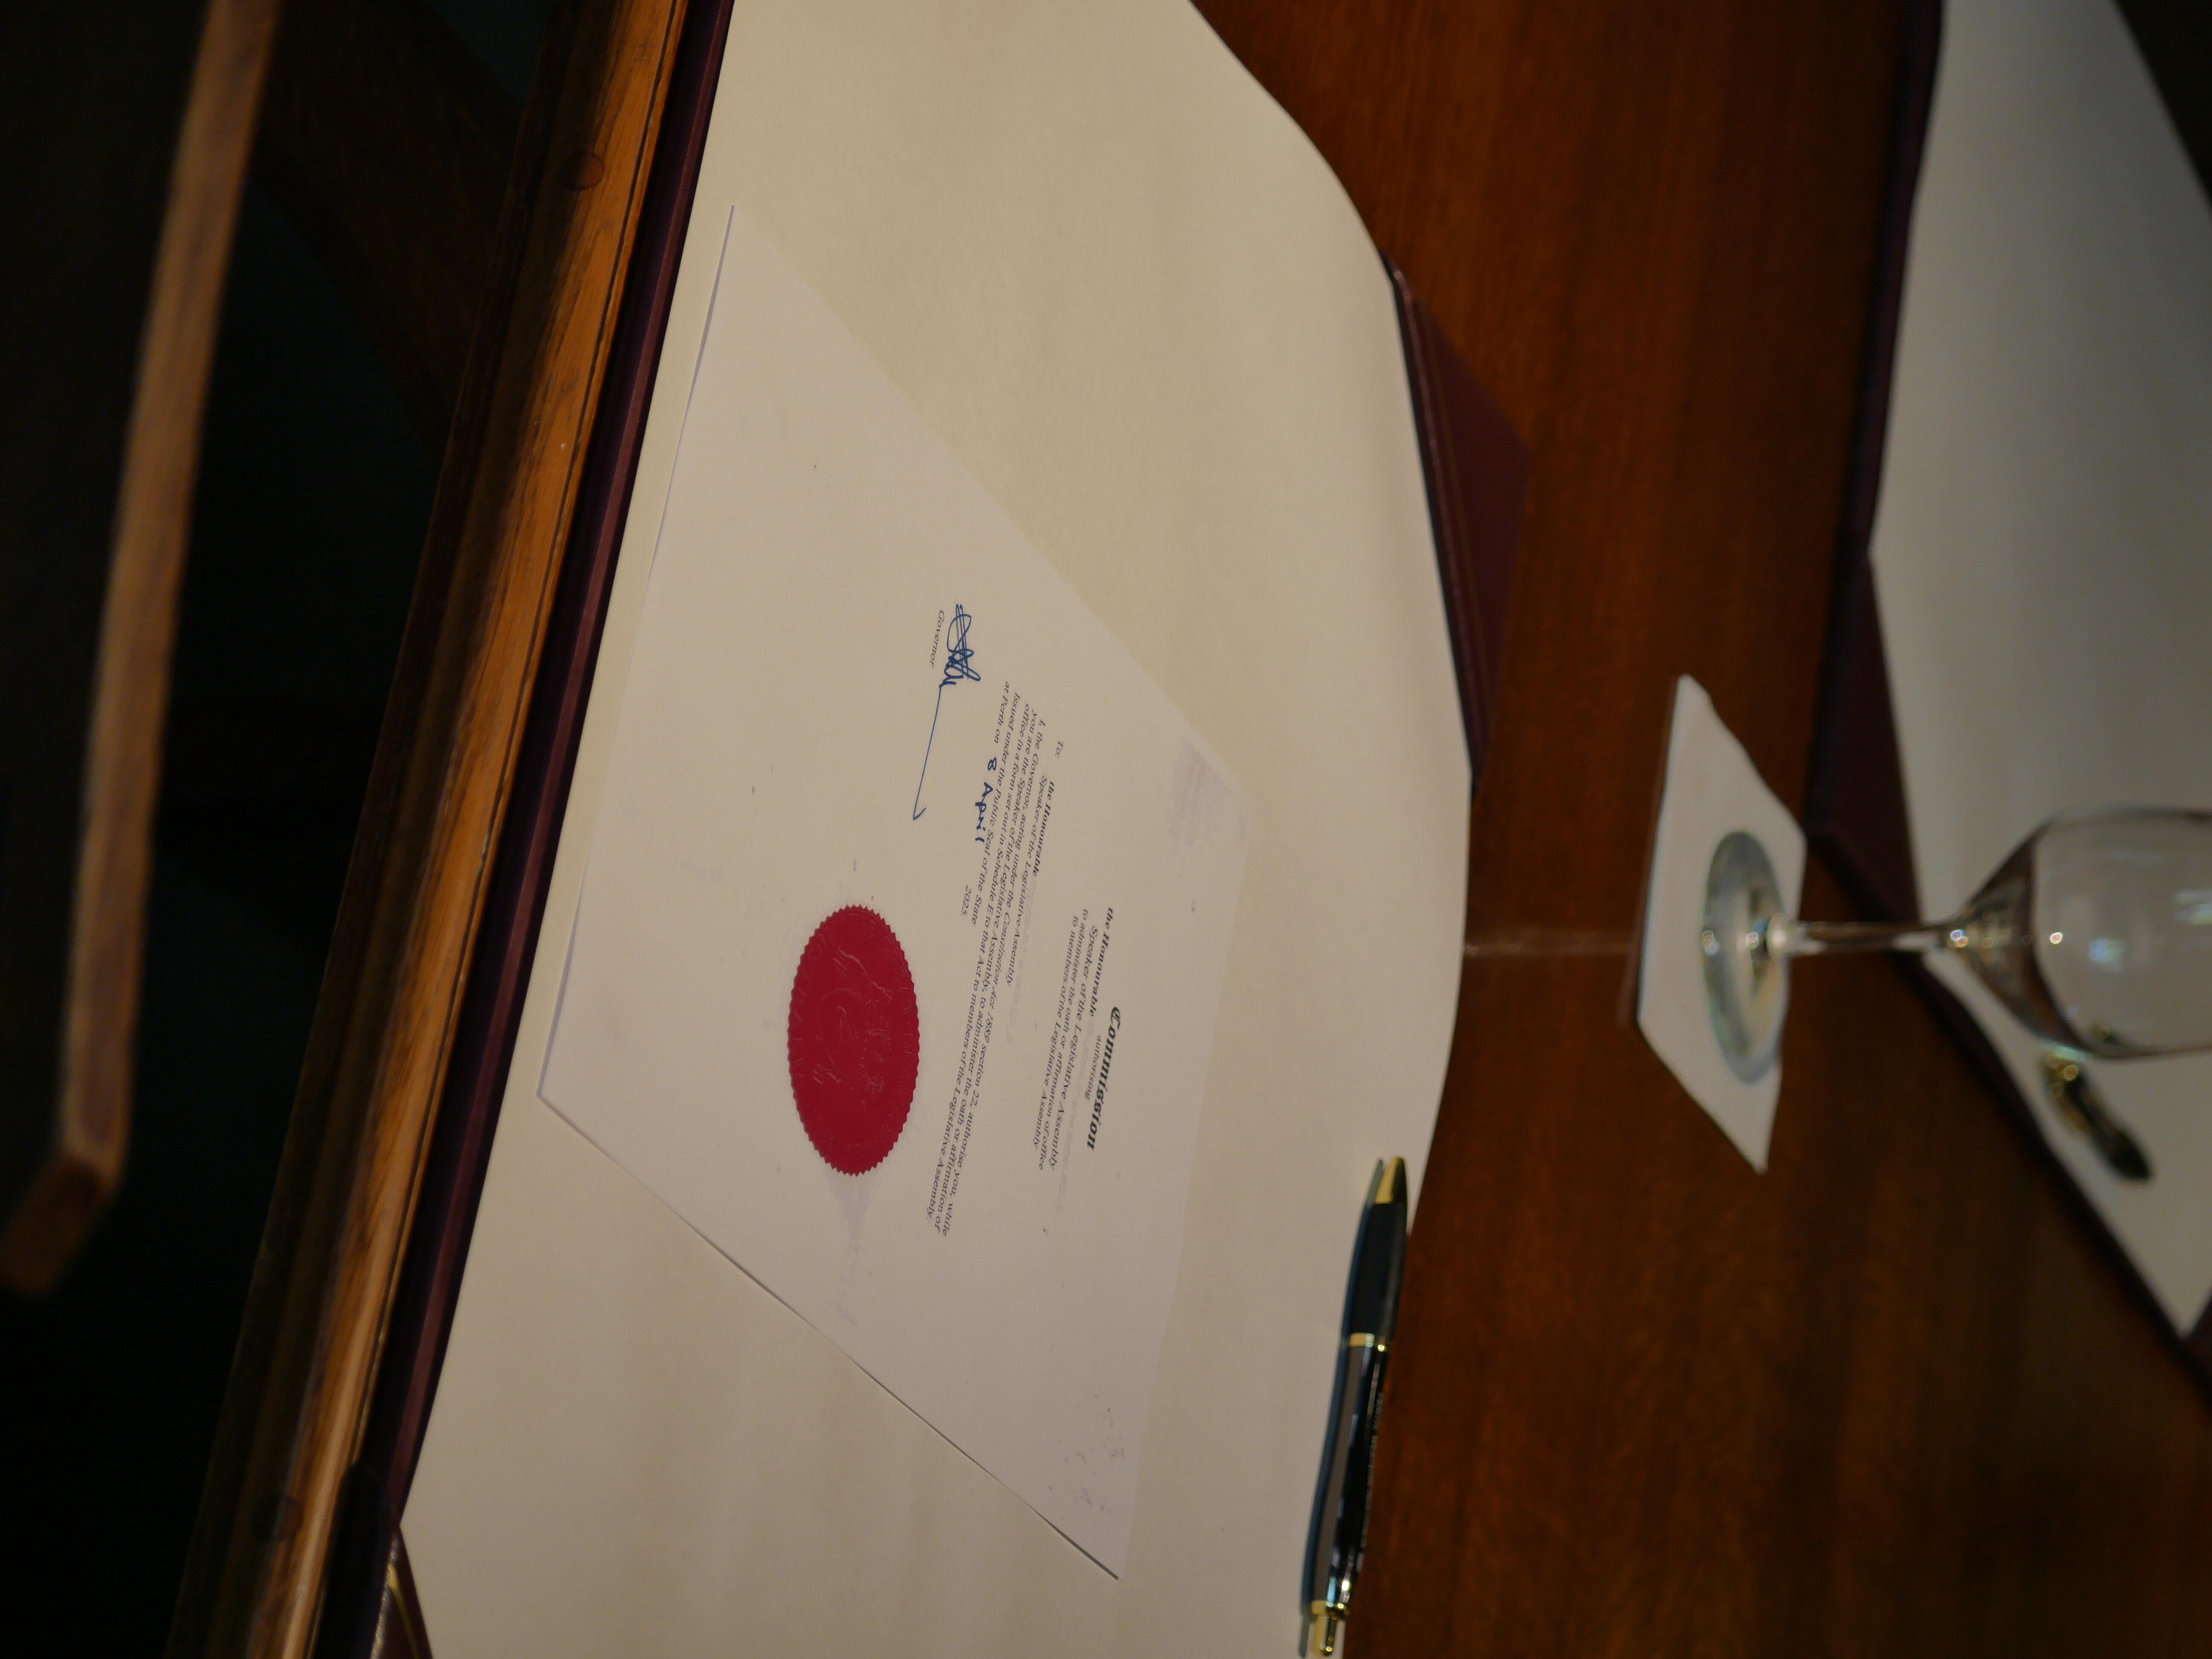 Commission
authorising
the Honourable
Speaker of the Legislative Assembly
to administer the oath or affirmation of office
to members of the Legislative Assembly
To: the Honourable
Speaker of the Legislative Assembly
I, the Governor, acting under the Constitution Act 1889 section 22, authorise you, while
you are the Speaker of the Legislative Assembly, to administer the oath or affirmation of
office in a form set out in Schedule E to that Act to members of the Legislative Assembly.
Issued under the Public Seal of the State
at Perth on 8 April 2025.
Governor